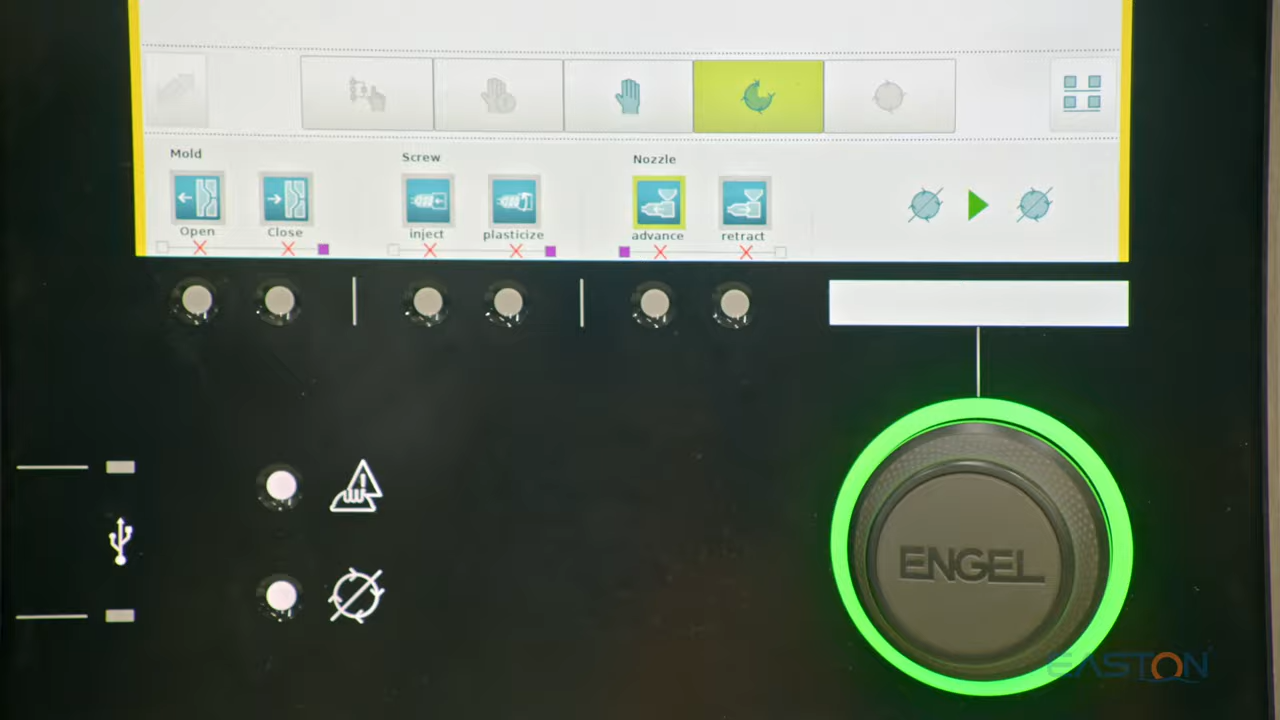 Mold
Screw
Nozzle
Open
Close
inject
plasticize
advance
retract
ENGEL
EASTON